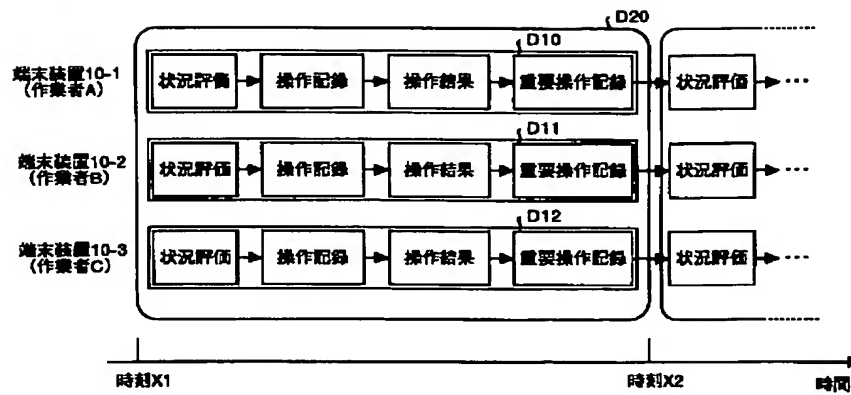 D20
D10
端末装置10-1
(作業者A)
状況評価
操作記録
操作結果
重要操作記録
状況評価
・・・
D11
端末装置10-2
(作業者B)
状況評価
操作記録
操作結果
重要操作記録
状況評価
・・・
D12
端末装置10-3
(作業者C)
状況評価
操作記録
操作結果
重要操作記録
状況評価
・・・
時刻X1
時刻X2
時間